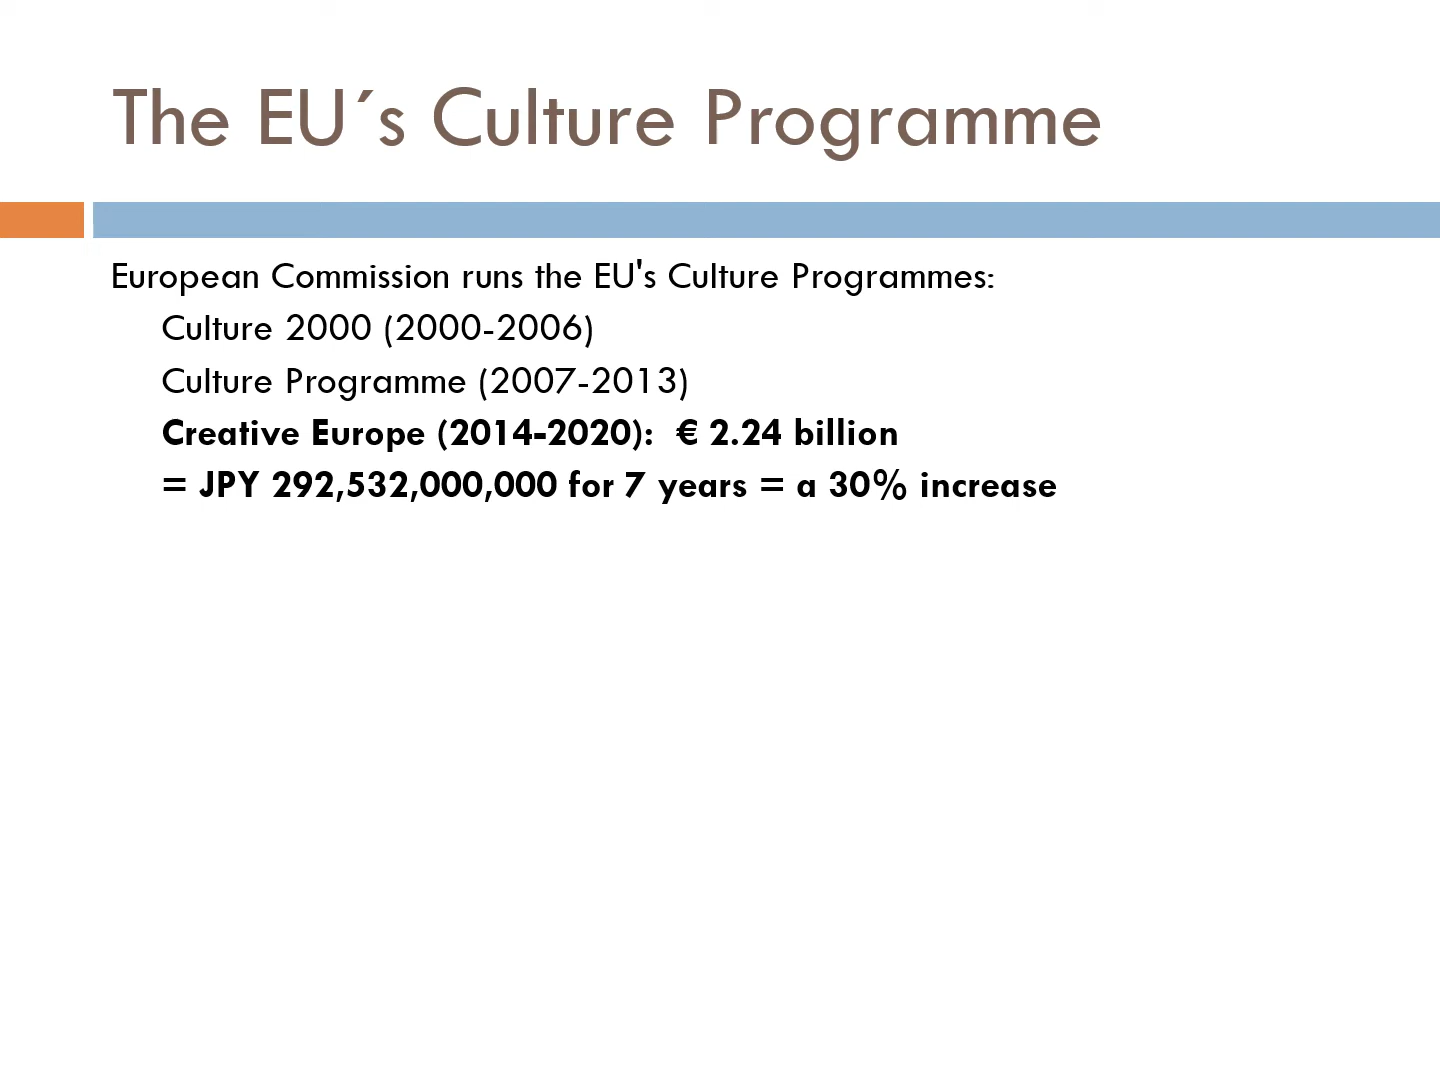 The EU´s Culture Programme
European Commission runs the EU's Culture Programmes:
Culture 2000 (2000-2006)
Culture Programme (2007-2013)
Creative Europe (2014-2020):  € 2.24 billion
= JPY 292,532,000,000 for 7 years = a 30% increase